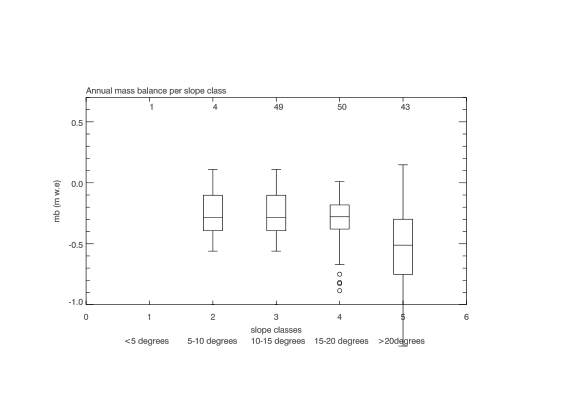 Annual mass balance per slope class
1 4 49 50 43
0.5
0.0
-0.5
-1.0
mb (m w.e)
0 1 2 3 4 5 6
slope classes
<5 degrees 5-10 degrees 10-15 degrees 15-20 degrees >20degrees